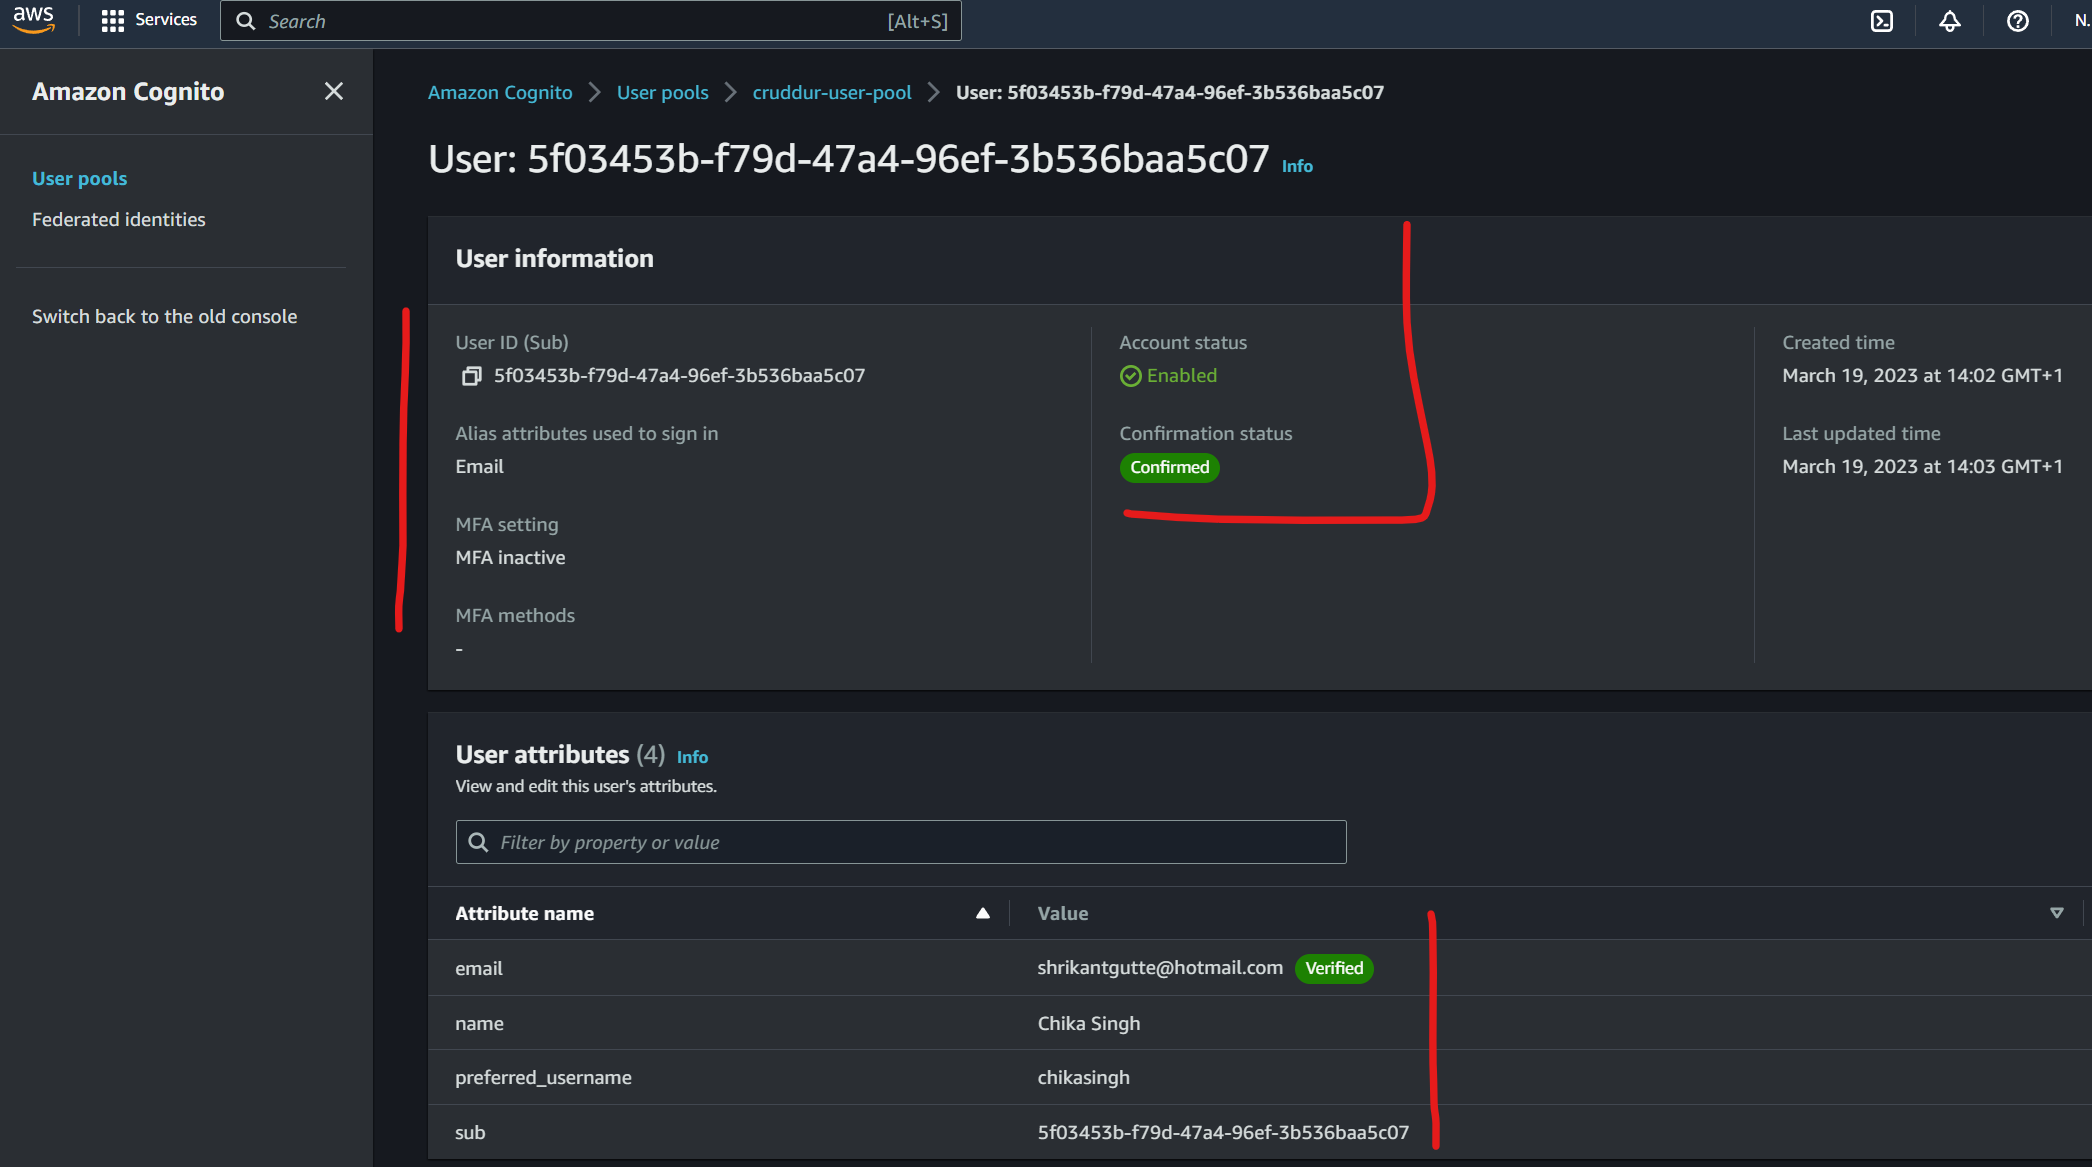 aws
Services
Search
[Alt+S]
N.
Amazon Cognito
User pools
Federated identities
Switch back to the old console
Amazon Cognito
User pools
cruddur-user-pool
User: 5f03453b-f79d-47a4-96ef-3b536baa5c07
User: 5f03453b-f79d-47a4-96ef-3b536baa5c07 Info
User information
User ID (Sub)
5f03453b-f79d-47a4-96ef-3b536baa5c07
Alias attributes used to sign in
Email
MFA setting
MFA inactive
MFA methods
-
Account status
Enabled
Confirmation status
Confirmed
Created time
March 19, 2023 at 14:02 GMT+1
Last updated time
March 19, 2023 at 14:03 GMT+1
User attributes (4) Info
View and edit this user's attributes.
Filter by property or value
Attribute name Value
email shrikantgutte@hotmail.com Verified
name Chika Singh
preferred_username chikasingh
sub 5f03453b-f79d-47a4-96ef-3b536baa5c07